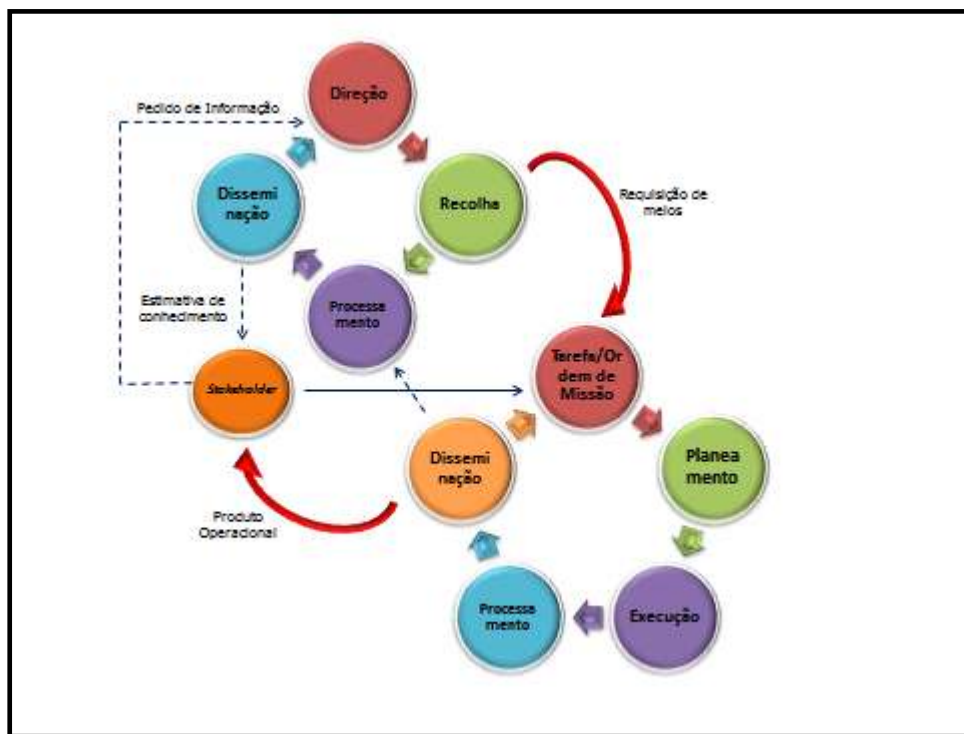 Direção
Pedido de Informação
Dissemi
nação
Recolha
Requisição de
meios
Processa
mento
Estimativa de
conhecimento
Stakeholder
Tarefa/Or
dem de
Missão
Dissemi
nação
Planea
mento
Produto
Operacional
Processa
mento
Execução